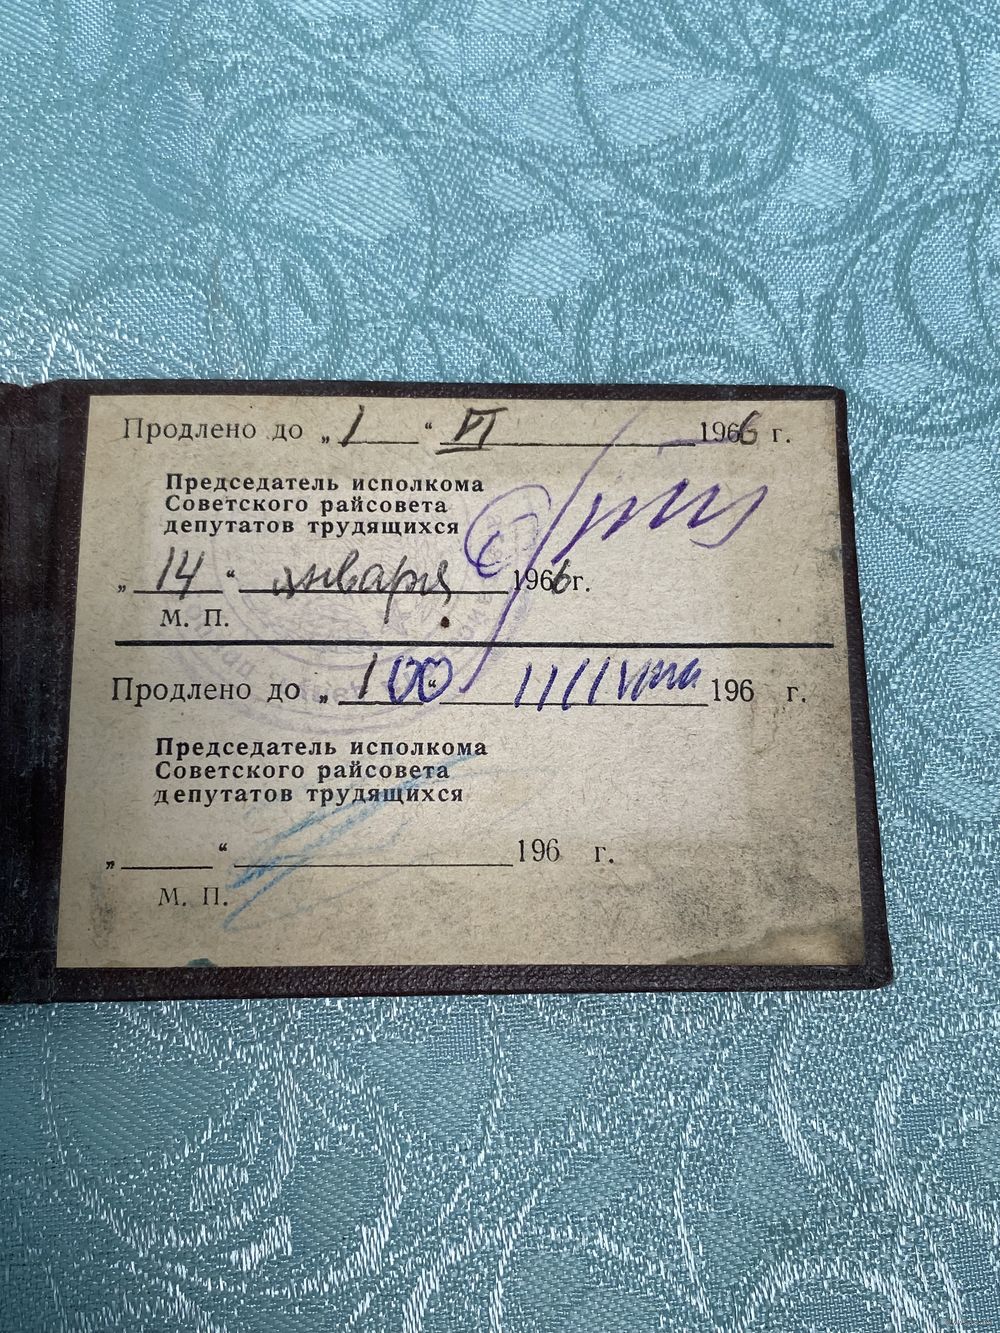 Продлено до „1“ VI 1966 г.
Председатель исполкома
Советского райсовета
депутатов трудящихся
„14“ января 1966 г.
М. П.
Продлено до „100“ 196 г.
Председатель исполкома
Советского райсовета
депутатов трудящихся
„ “ 196 г.
М. П.